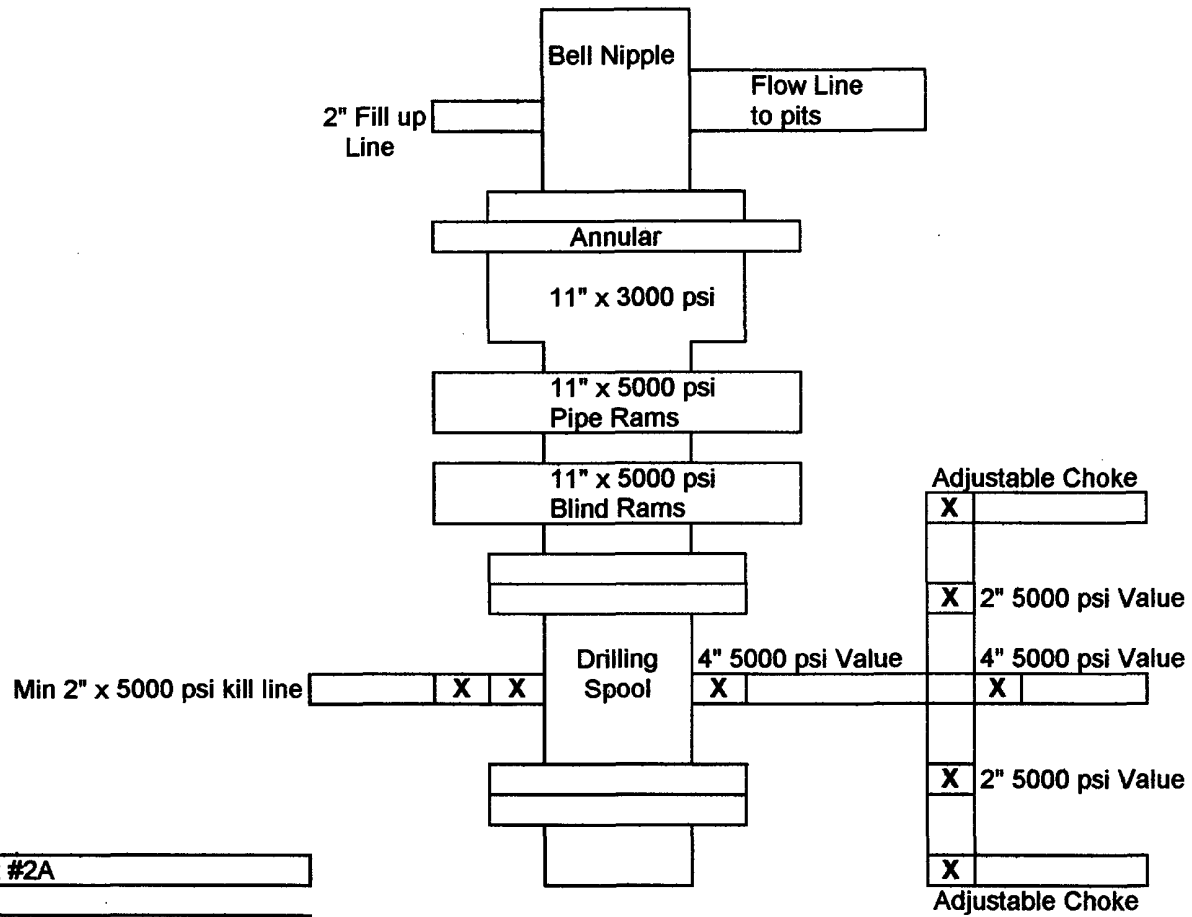 Bell Nipple
Flow Line
to pits
2" Fill up
Line
Annular
11" x 3000 psi
11" x 5000 psi
Pipe Rams
11" x 5000 psi
Blind Rams
Adjustable Choke
X
X 2" 5000 psi Value
Drilling
Spool
4" 5000 psi Value
4" 5000 psi Value
Min 2" x 5000 psi kill line
X X
X
X
X 2" 5000 psi Value
#2A
X
Adjustable Choke